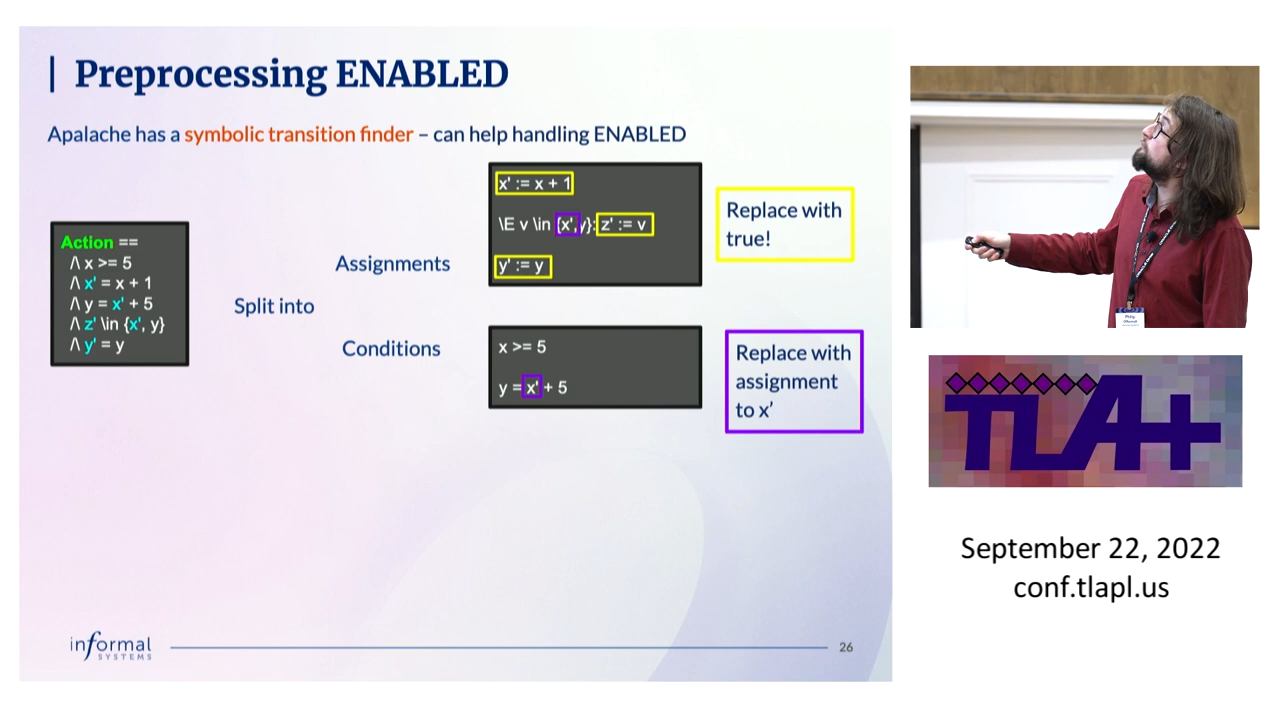 | Preprocessing ENABLED
Apalache has a symbolic transition finder – can help handling ENABLED
Action ==
/\ x >= 5
/\ x' = x + 1
/\ y = x' + 5
/\ z' \in {x', y}
/\ y' = y
Split into
Assignments
Conditions
x' := x + 1
\E v \in {x',y}: z' := v
y' := y
x >= 5
y = x' + 5
Replace with
true!
Replace with
assignment
to x'
informal
SYSTEMS
26
TLA+
September 22, 2022
conf.tlapl.us